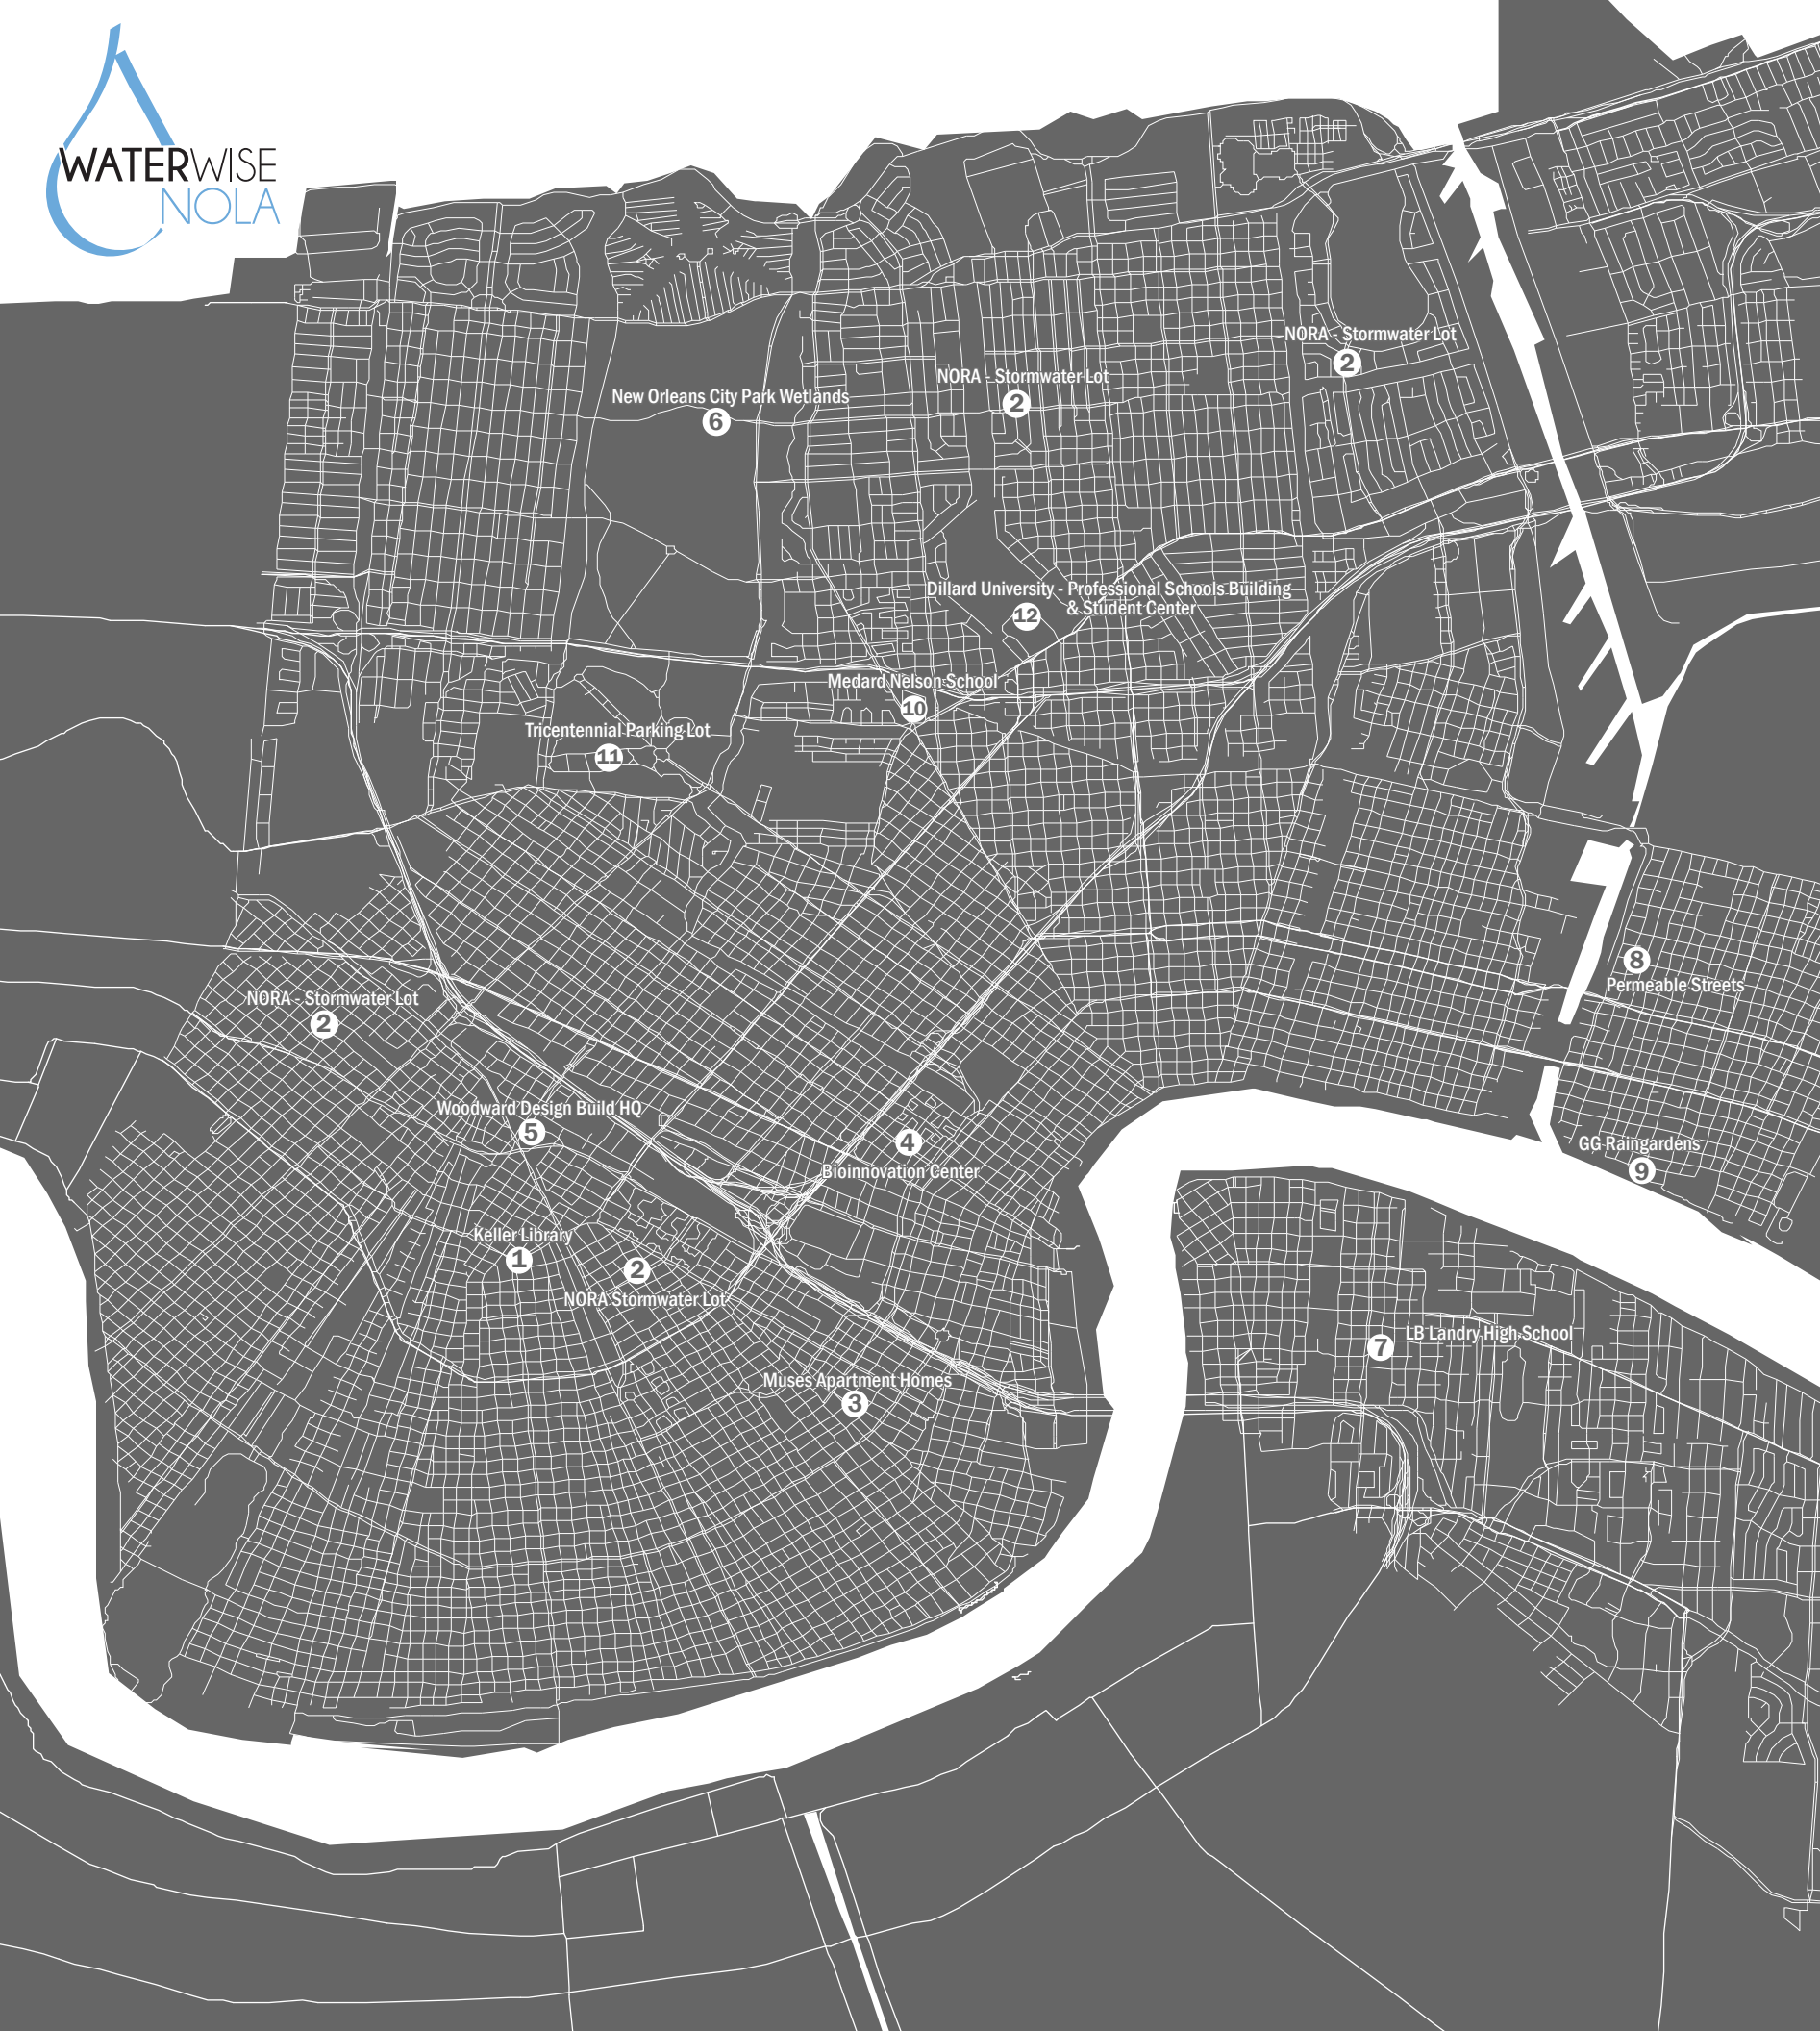 WATERWISE
NOLA
NORA - Stormwater Lot
2
NORA - Stormwater Lot
2
New Orleans City Park Wetlands
6
Dillard University - Professional Schools Building
& Student Center
12
Medard Nelson School
10
Tricentennial Parking Lot
11
8
Permeable Streets
NORA - Stormwater Lot
2
Woodward Design Build HQ
5
4
Bioinnovation Center
GG Raingardens
9
Keller Library
1
2
NORA Stormwater Lot
LB Landry High School
7
Muses Apartment Homes
3